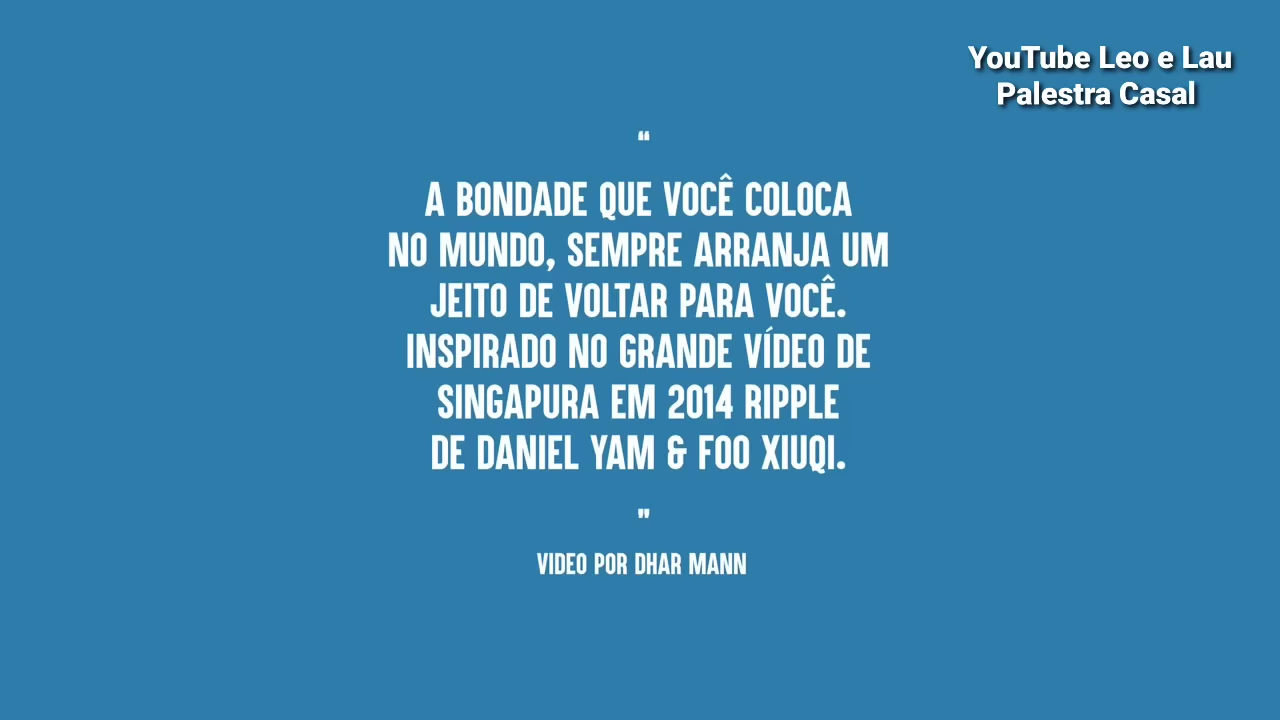 YouTube Leo e Lau
Palestra Casal
“
A BONDADE QUE VOCÊ COLOCA
NO MUNDO, SEMPRE ARRANJA UM
JEITO DE VOLTAR PARA VOCÊ.
INSPIRADO NO GRANDE VÍDEO DE
SINGAPURA EM 2014 RIPPLE
DE DANIEL YAM & FOO XIUQI.
"
VIDEO POR DHAR MANN